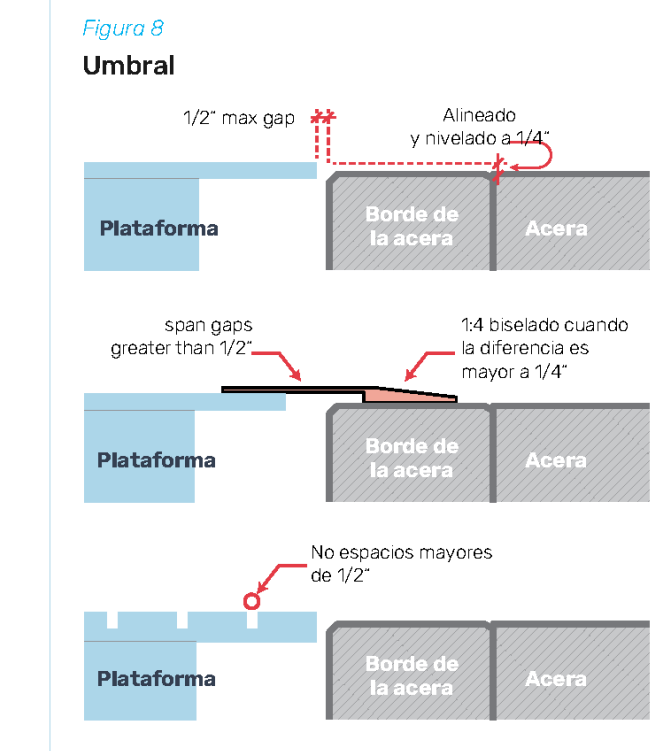 Figura 8
Umbral
1/2” max gap
Alineado
y nivelado a 1/4”
Plataforma
Borde de
la acera
Acera
span gaps
greater than 1/2”
1:4 biselado cuando
la diferencia es
mayor a 1/4”
Plataforma
Borde de
la acera
Acera
No espacios mayores
de 1/2”
Plataforma
Borde de
la acera
Acera